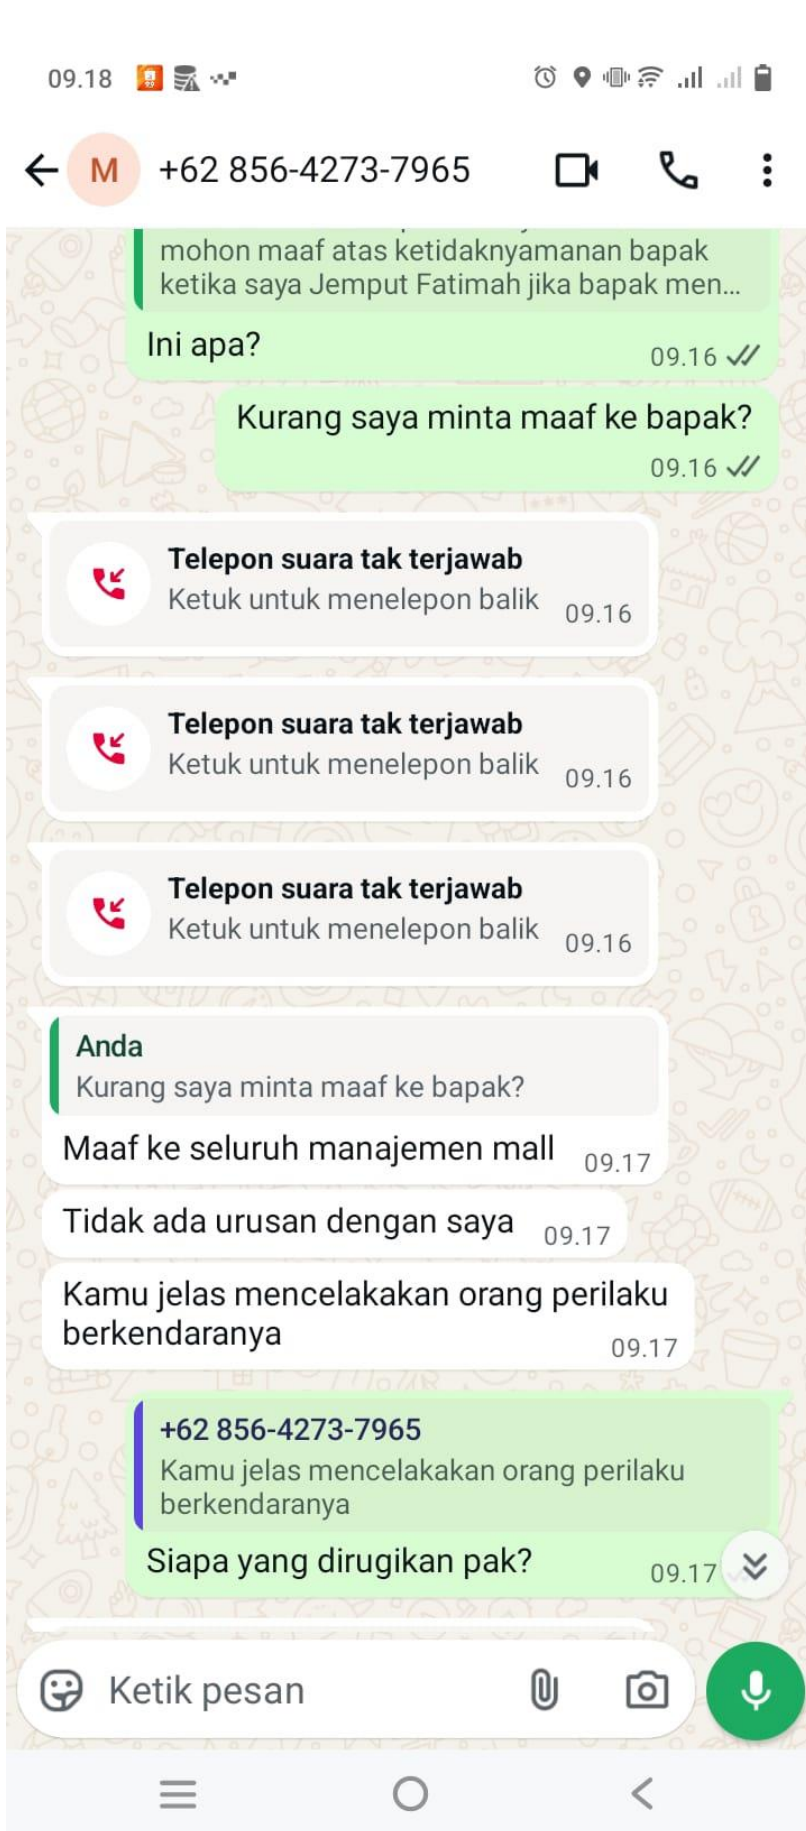 09.18
M
+62 856-4273-7965
mohon maaf atas ketidaknyamanan bapak
ketika saya Jemput Fatimah jika bapak men...
Ini apa?
09.16
Kurang saya minta maaf ke bapak?
09.16
Telepon suara tak terjawab
Ketuk untuk menelepon balik 09.16
Telepon suara tak terjawab
Ketuk untuk menelepon balik 09.16
Telepon suara tak terjawab
Ketuk untuk menelepon balik 09.16
Anda
Kurang saya minta maaf ke bapak?
Maaf ke seluruh manajemen mall 09.17
Tidak ada urusan dengan saya 09.17
Kamu jelas mencelakakan orang perilaku
berkendaranya 09.17
+62 856-4273-7965
Kamu jelas mencelakakan orang perilaku
berkendaranya
Siapa yang dirugikan pak? 09.17
Ketik pesan